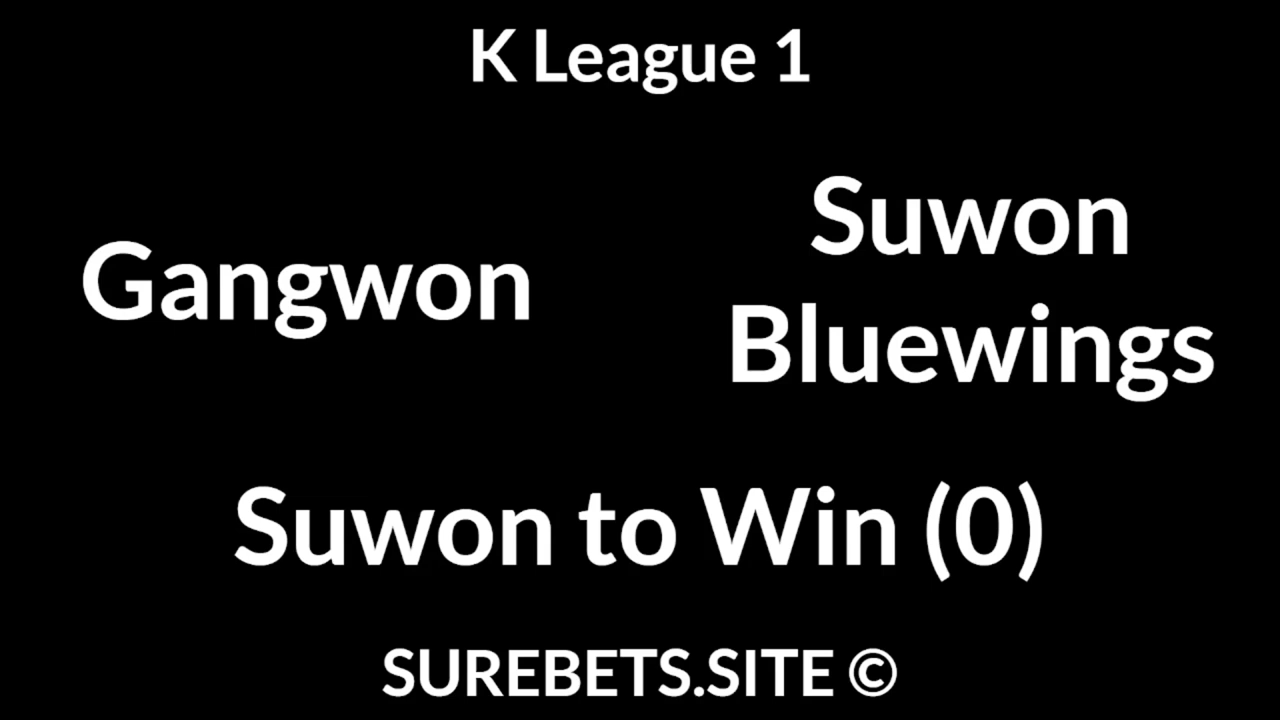 K League 1
Gangwon
Suwon
Bluewings
Suwon to Win (0)
SUREBETS.SITE ©